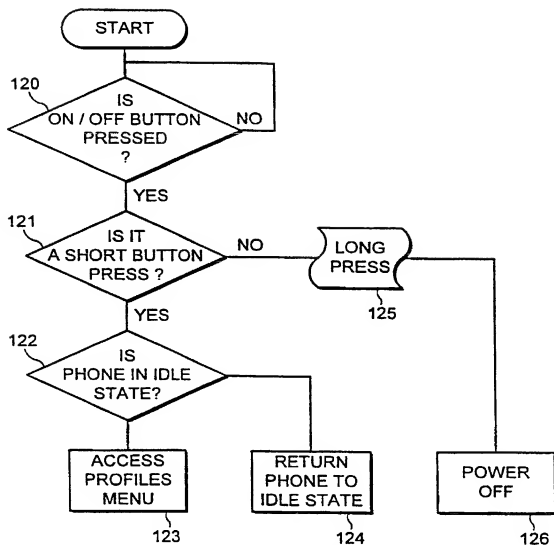 START
120
IS
ON / OFF BUTTON
PRESSED
?
NO
YES
121
IS IT
A SHORT BUTTON
PRESS ?
NO
LONG
PRESS
125
YES
122
IS
PHONE IN IDLE
STATE?
ACCESS
PROFILES
MENU
123
RETURN
PHONE TO
IDLE STATE
124
POWER
OFF
126